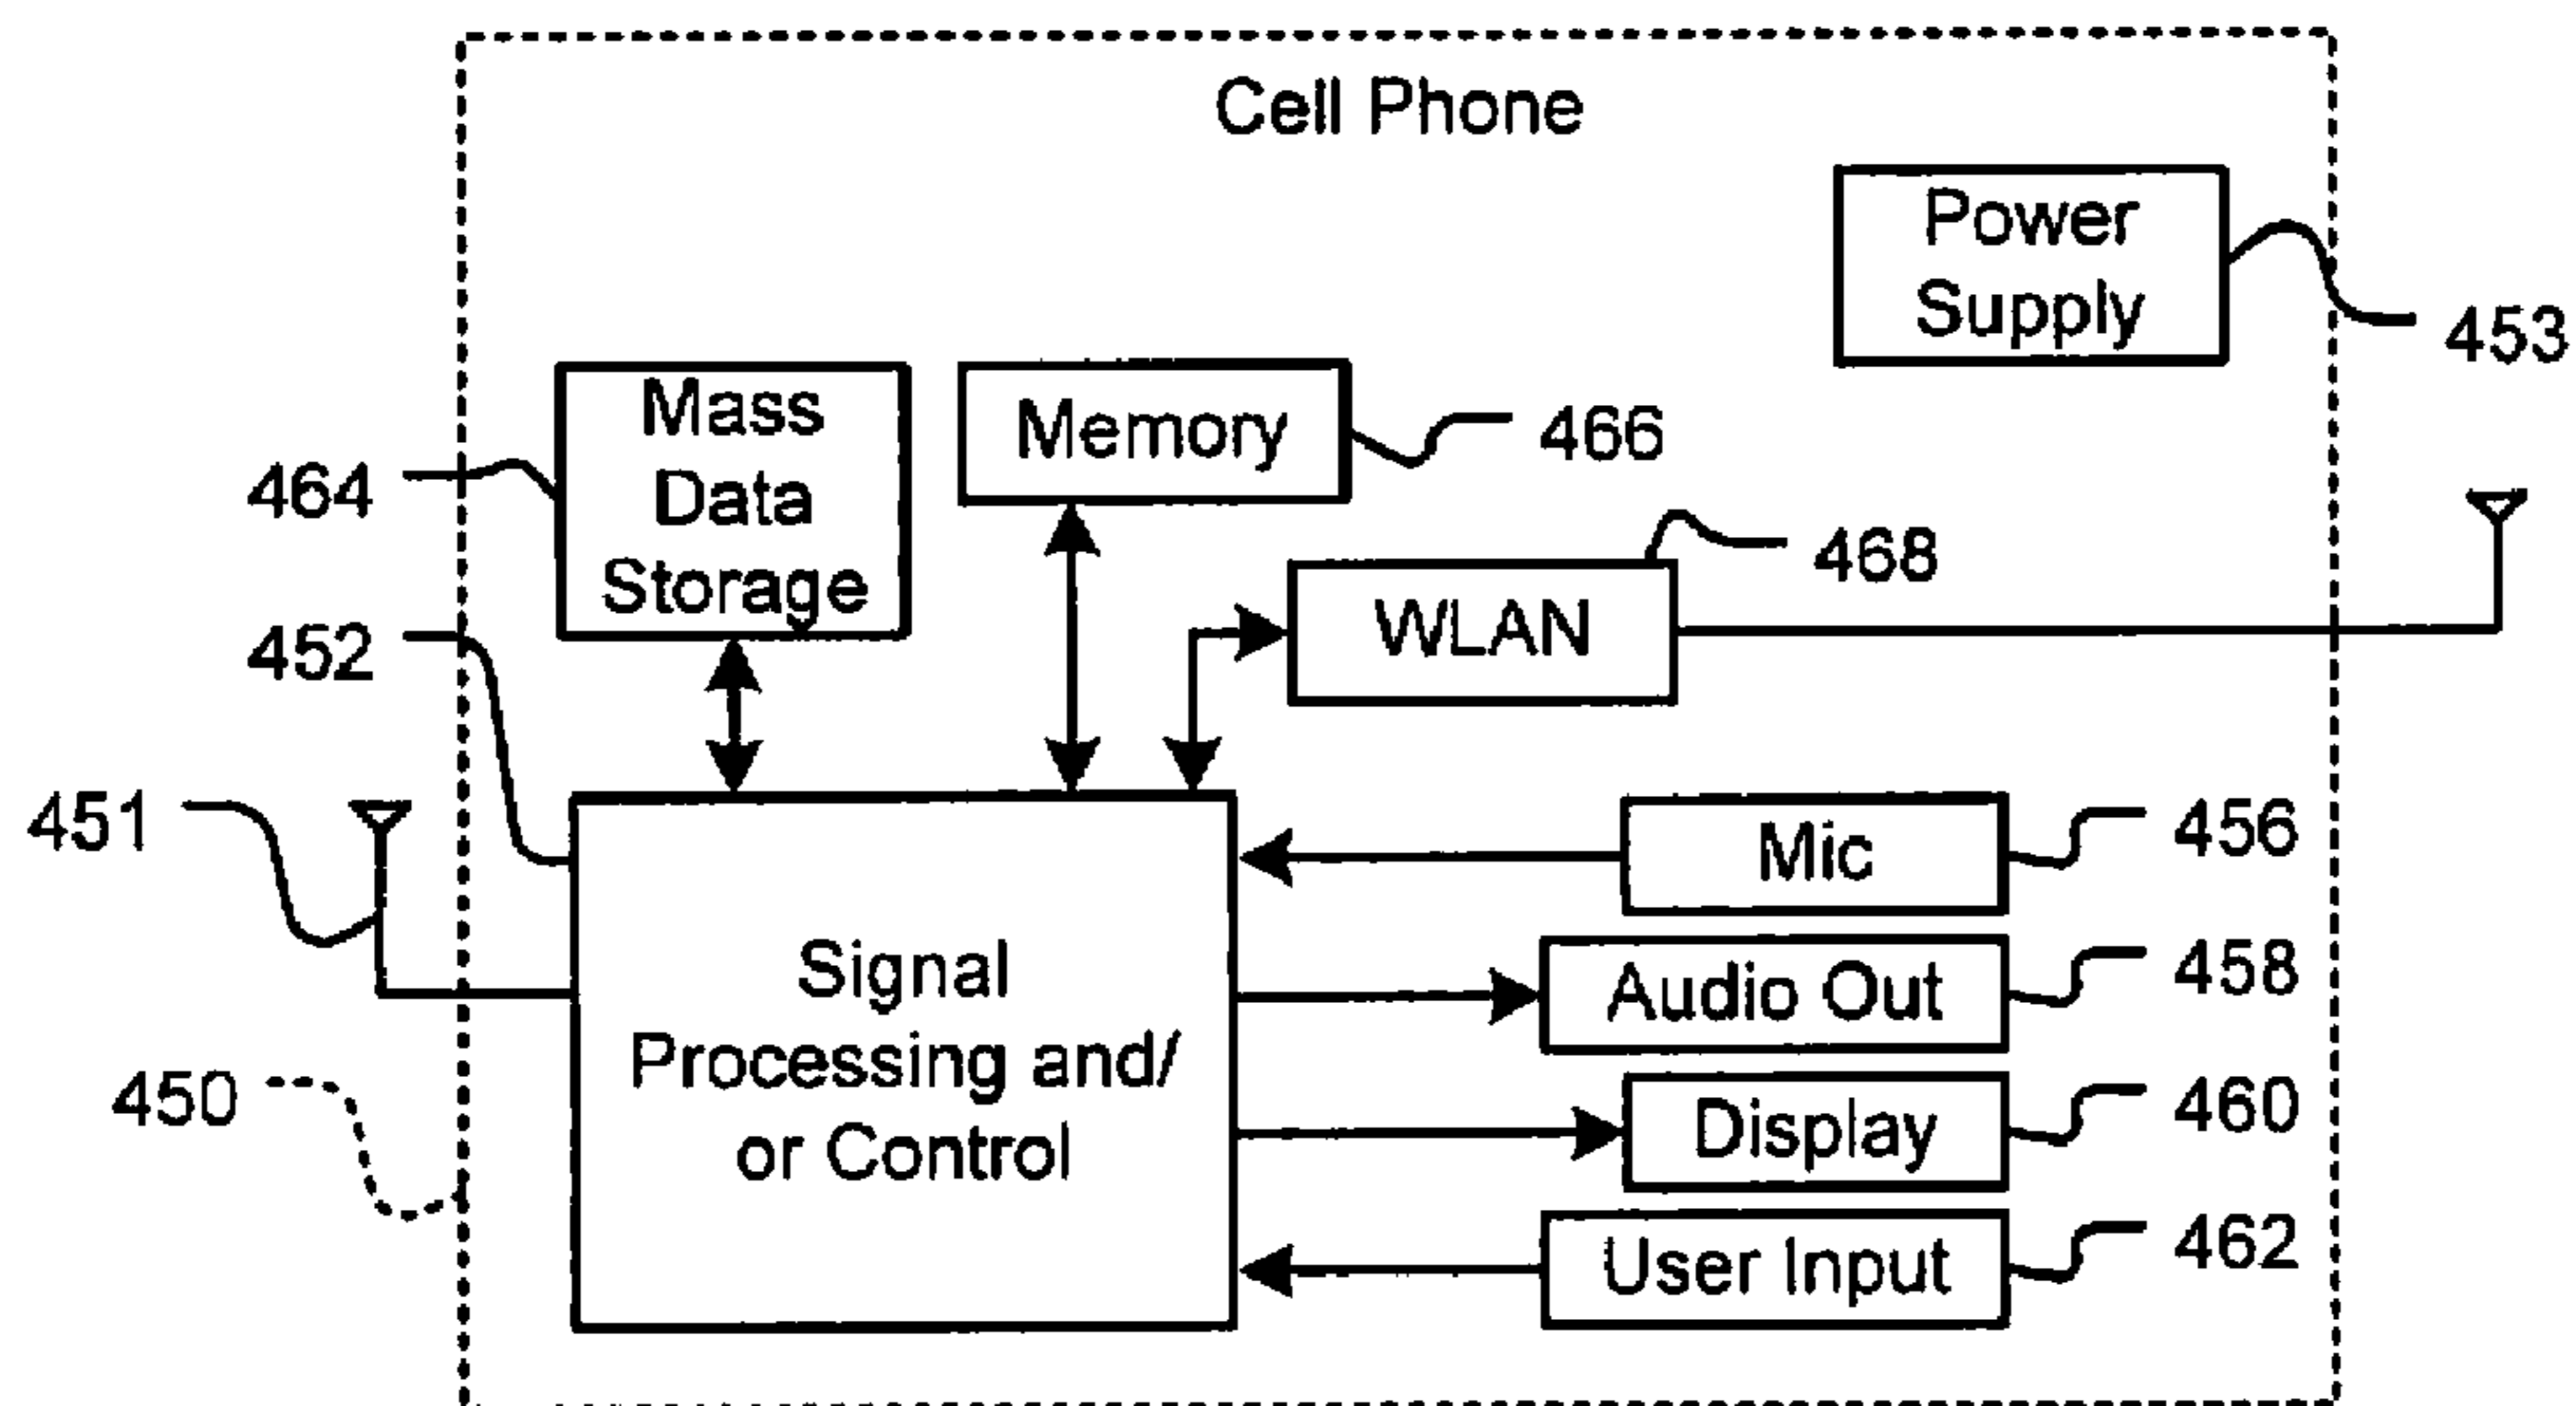 Cell Phone
Power
Supply
453
Mass
Data
Storage
464
Memory
466
WLAN
468
452
451
450
Signal
Processing and/
or Control
Mic
456
Audio Out
458
Display
460
User Input
462